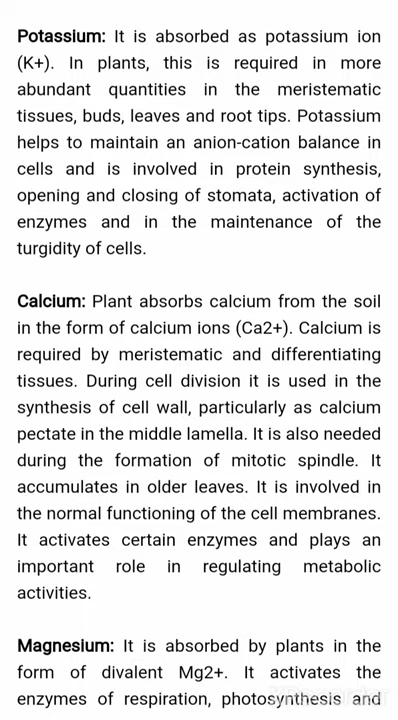 Potassium: It is absorbed as potassium ion
(K+). In plants, this is required in more
abundant quantities in the meristematic
tissues, buds, leaves and root tips. Potassium
helps to maintain an anion-cation balance in
cells and is involved in protein synthesis,
opening and closing of stomata, activation of
enzymes and in the maintenance of the
turgidity of cells.
Calcium: Plant absorbs calcium from the soil
in the form of calcium ions (Ca2+). Calcium is
required by meristematic and differentiating
tissues. During cell division it is used in the
synthesis of cell wall, particularly as calcium
pectate in the middle lamella. It is also needed
during the formation of mitotic spindle. It
accumulates in older leaves. It is involved in
the normal functioning of the cell membranes.
It activates certain enzymes and plays an
important role in regulating metabolic
activities.
Magnesium: It is absorbed by plants in the
form of divalent Mg2+. It activates the
enzymes of respiration, photosynthesis and